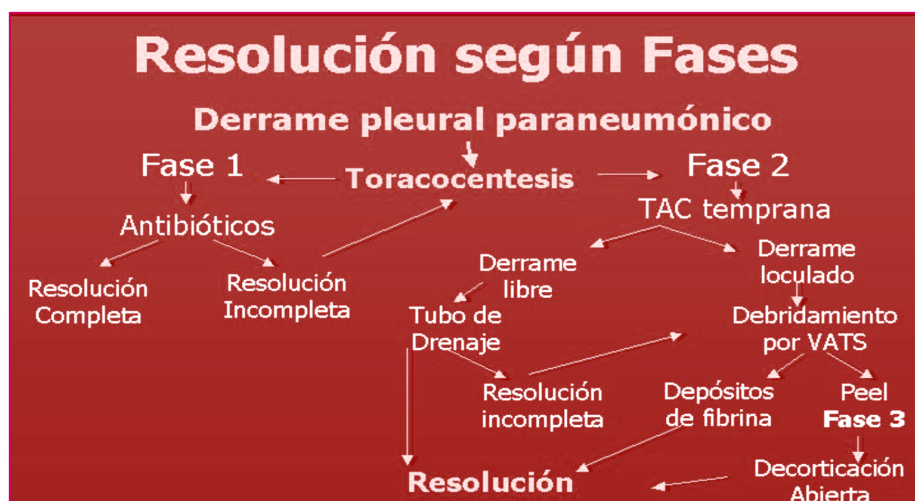 Resolución según Fases
Derrame pleural paraneumónico
Fase 1
Toracocentesis
Fase 2
Antibióticos
TAC temprana
Resolución
Completa
Resolución
Incompleta
Derrame
libre
Derrame
loculado
Tubo de
Drenaje
Debridamiento
por VATS
Resolución
incompleta
Depósitos
de fibrina
Peel
Fase 3
Resolución
Decorticación
Abierta